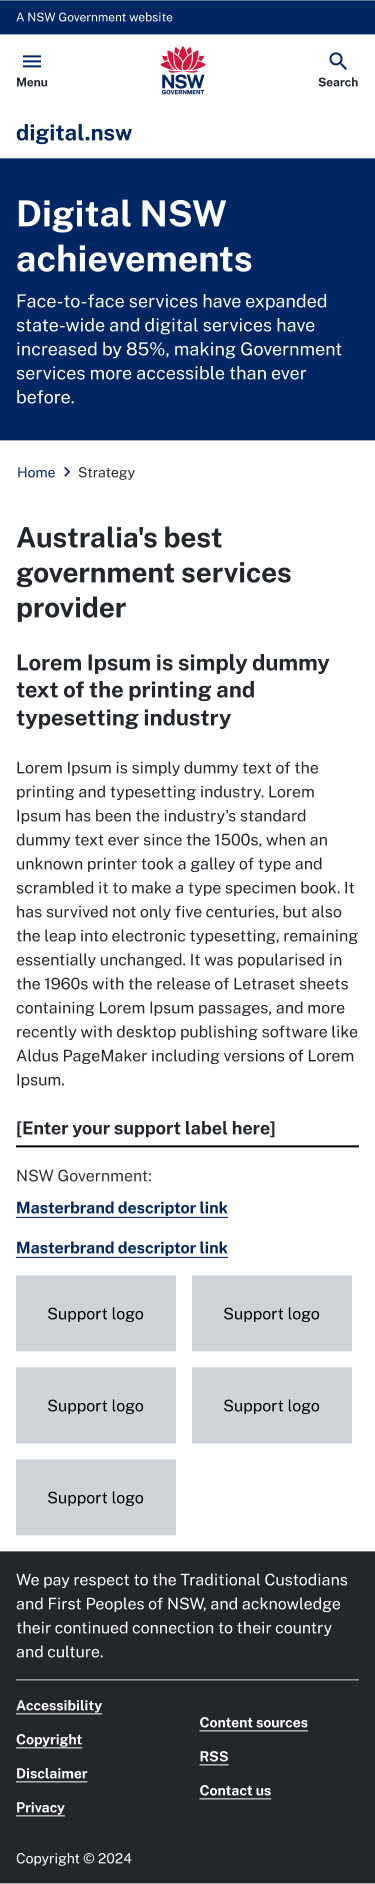 A NSW Government website
NSW
GOVERNMENT
Menu
Search
digital.nsw
Digital NSW
achievements
Face-to-face services have expanded
state-wide and digital services have
increased by 85%, making Government
services more accessible than ever
before.
Home
Strategy
Australia's best
government services
provider
Lorem Ipsum is simply dummy
text of the printing and
typesetting industry
Lorem Ipsum is simply dummy text of the
printing and typesetting industry. Lorem
Ipsum has been the industry's standard
dummy text ever since the 1500s, when an
unknown printer took a galley of type and
scrambled it to make a type specimen book. It
has survived not only five centuries, but also
the leap into electronic typesetting, remaining
essentially unchanged. It was popularised in
the 1960s with the release of Letraset sheets
containing Lorem Ipsum passages, and more
recently with desktop publishing software like
Aldus PageMaker including versions of Lorem
Ipsum.
[Enter your support label here]
NSW Government:
Masterbrand descriptor link
Masterbrand descriptor link
Support logo
Support logo
Support logo
Support logo
Support logo
We pay respect to the Traditional Custodians
and First Peoples of NSW, and acknowledge
their continued connection to their country
and culture.
Accessibility
Copyright
Disclaimer
Privacy
Content sources
RSS
Contact us
Copyright © 2024